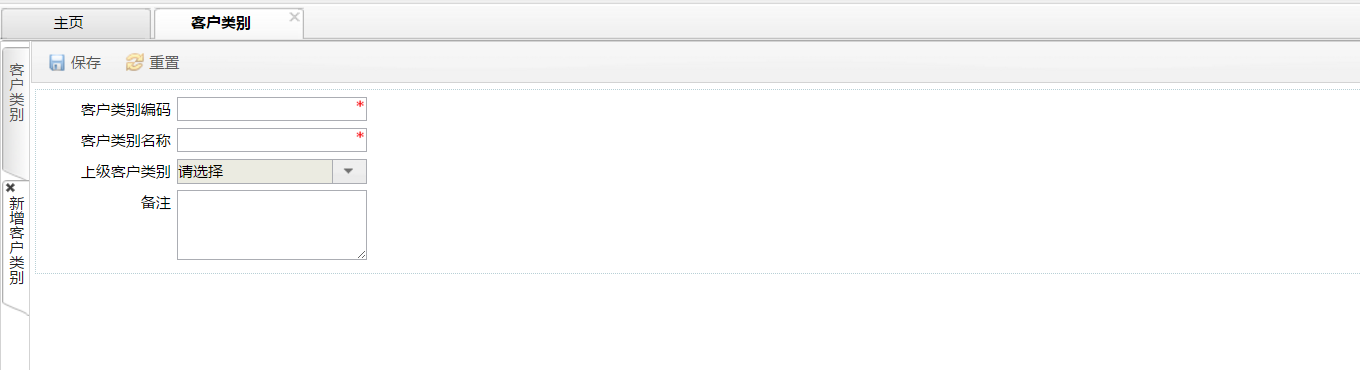 主页
客户类别
保存
重置
客户类别
新增客户类别
客户类别编码 *
客户类别名称 *
上级客户类别 请选择
备注